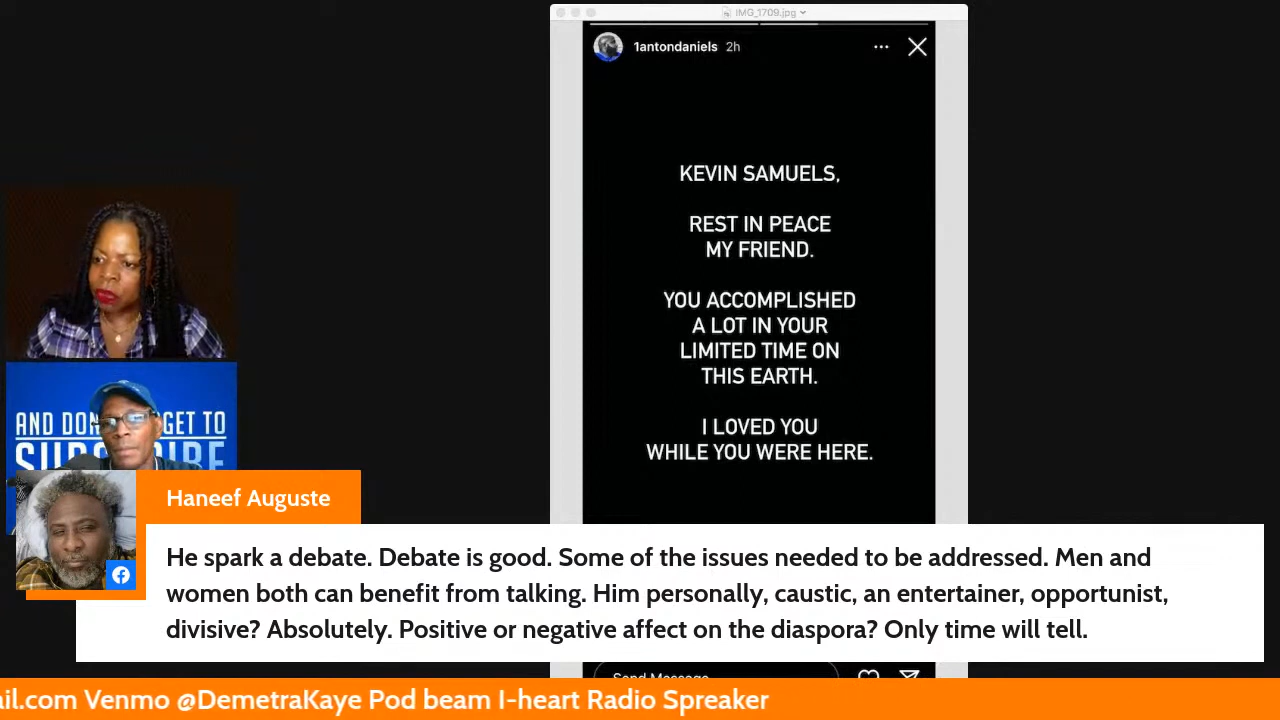 IMG_1709.jpg
1antondaniels 2h
KEVIN SAMUELS,
REST IN PEACE
MY FRIEND.
YOU ACCOMPLISHED
A LOT IN YOUR
LIMITED TIME ON
THIS EARTH.
I LOVED YOU
WHILE YOU WERE HERE.
AND DON GET TO
Haneef Auguste
He spark a debate. Debate is good. Some of the issues needed to be addressed. Men and
women both can benefit from talking. Him personally, caustic, an entertainer, opportunist,
divisive? Absolutely. Positive or negative affect on the diaspora? Only time will tell.
Send Message
ail.com Venmo @DemetraKaye Pod beam I-heart Radio Spreaker